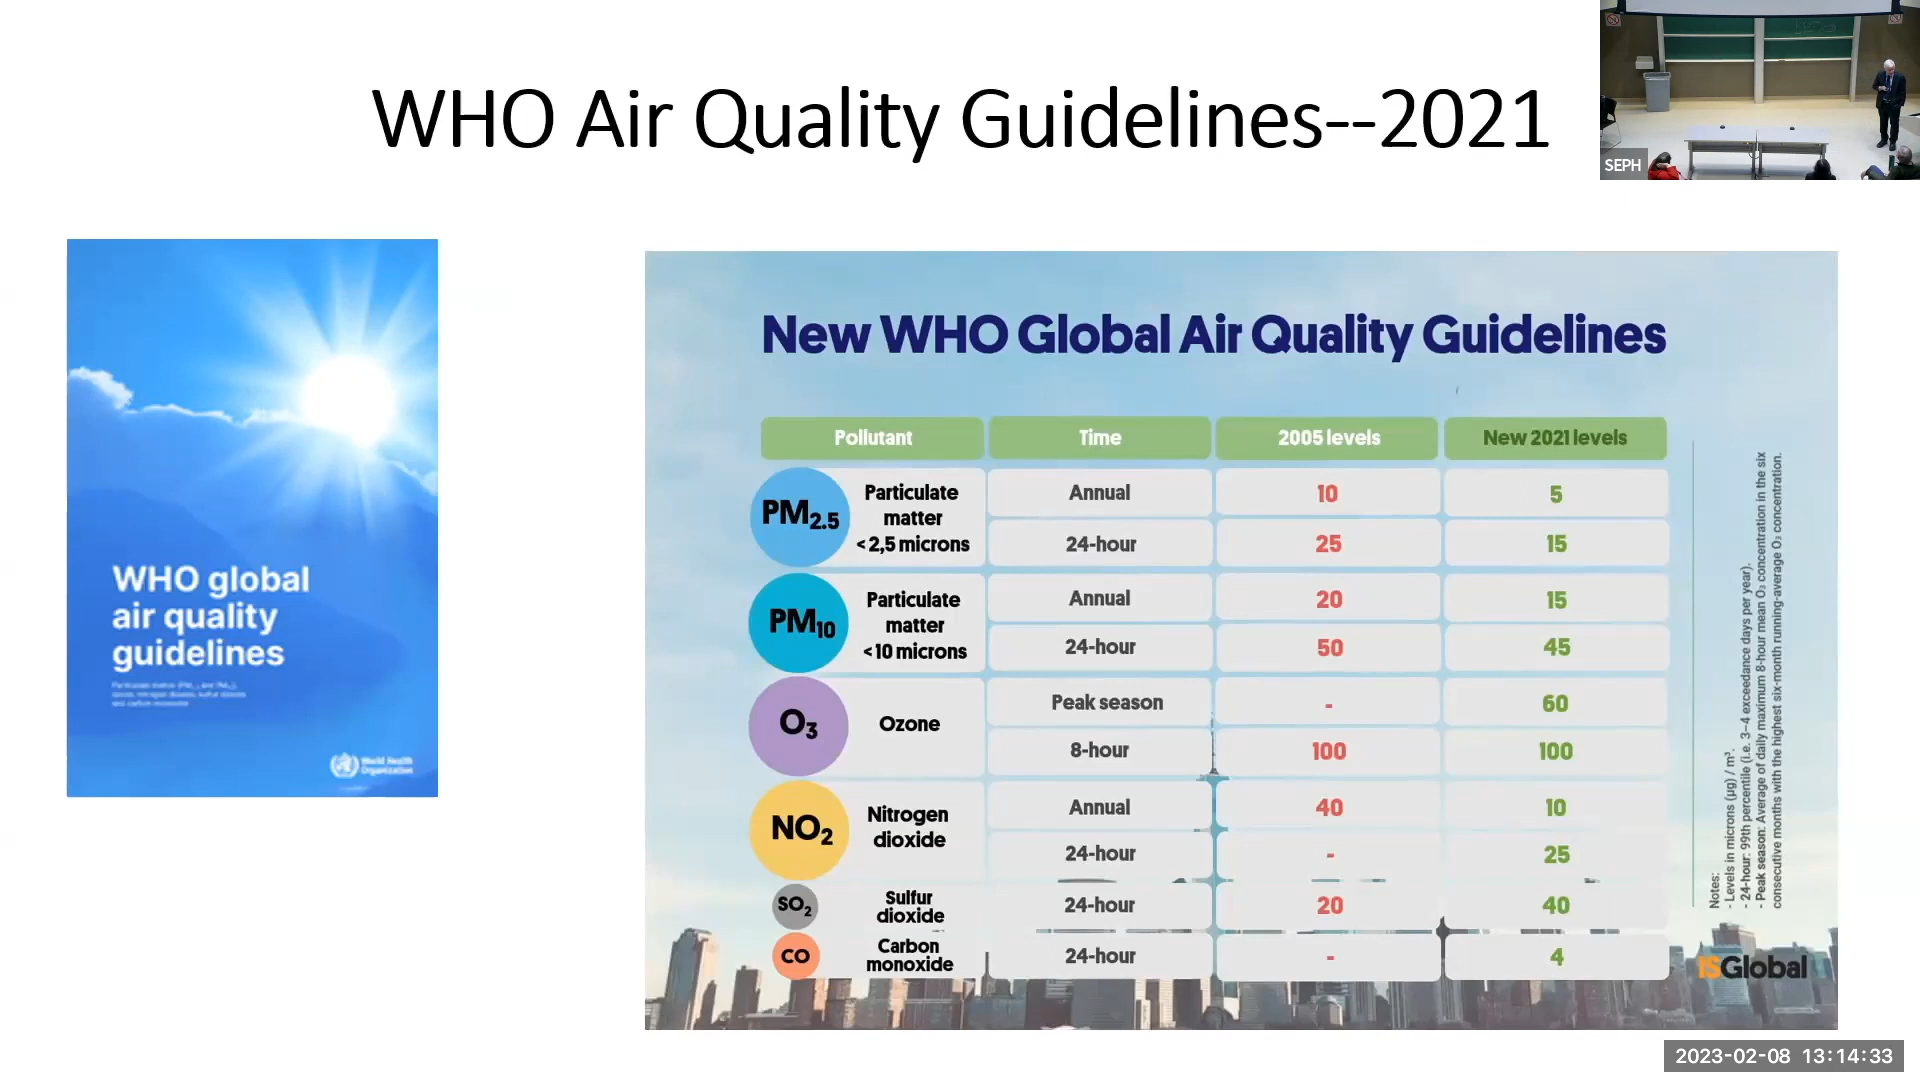 WHO Air Quality Guidelines--2021
SEPH
WHO global
air quality
guidelines
World Health
Organization
New WHO Global Air Quality Guidelines
Pollutant Time 2005 levels New 2021 levels
PM2.5 Particulate matter <2,5 microns Annual 10 5
24-hour 25 15
PM10 Particulate matter <10 microns Annual 20 15
24-hour 50 45
O3 Ozone Peak season - 60
8-hour 100 100
NO2 Nitrogen dioxide Annual 40 10
24-hour - 25
SO2 Sulfur dioxide 24-hour 20 40
CO Carbon monoxide 24-hour - 4
Notes:
- Levels in microns (µg) / m³.
- 24-hour: 99th percentile (i.e. 3–4 exceedance days per year).
- Peak season: Average of daily maximum 8-hour mean O3 concentration in the six
consecutive months with the highest six-month running-average O3 concentration.
ISGlobal
2023-02-08 13:14:33